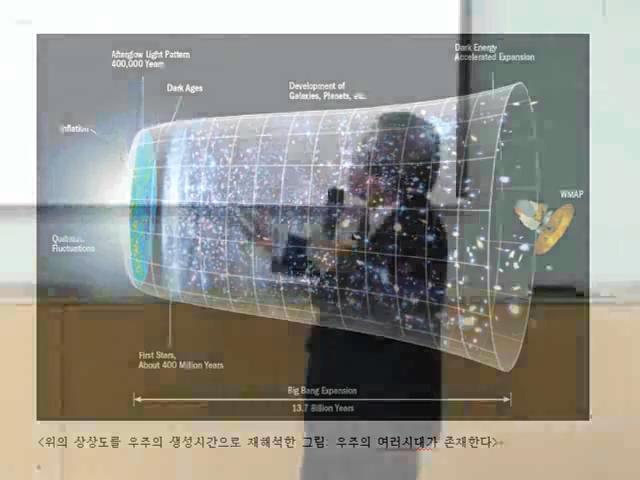 Afterglow Light Pattern
400,000 Years
Dark Energy
Accelerated Expansion
Dark Ages
Development of
Galaxies, Planets, etc.
Inflation
WMAP
Quantum
Fluctuations
First Stars,
About 400 Million Years
Big Bang Expansion
13.7 Billion Years
<위의 상상도를 우주의 생성시간으로 재해석한 그림: 우주의 여러시대가 존재한다>